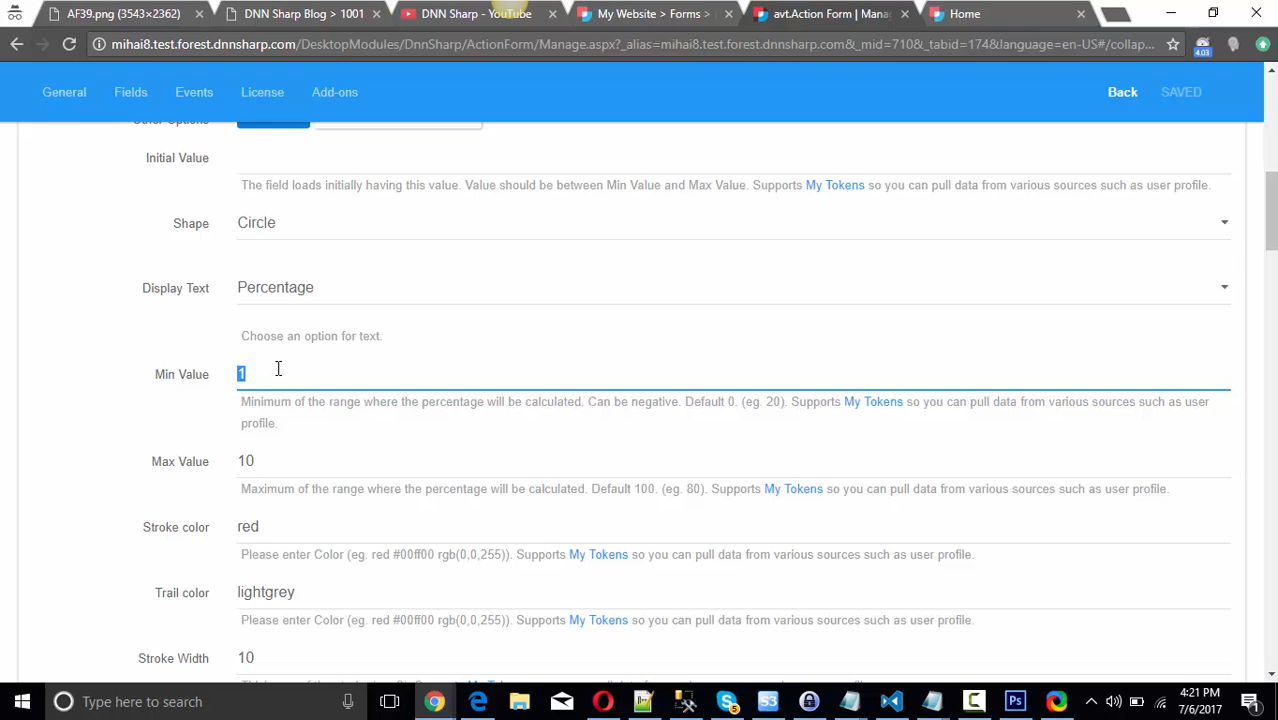 AF39.png (3543×2362)
DNN Sharp Blog > 1001
DNN Sharp - YouTube
My Website > Forms >
avt.Action Form | Mana
Home
mihai8.test.forest.dnnsharp.com/DesktopModules/DnnSharp/ActionForm/Manage.aspx?_alias=mihai8.test.forest.dnnsharp.com&_mid=710&_tabid=174&language=en-US#/collap...
4.03
General
Fields
Events
License
Add-ons
Back
SAVED
Other Options
Initial Value
The field loads initially having this value. Value should be between Min Value and Max Value. Supports My Tokens so you can pull data from various sources such as user profile.
Shape
Circle
Display Text
Percentage
Choose an option for text.
Min Value
1
Minimum of the range where the percentage will be calculated. Can be negative. Default 0. (eg. 20). Supports My Tokens so you can pull data from various sources such as user
profile.
Max Value
10
Maximum of the range where the percentage will be calculated. Default 100. (eg. 80). Supports My Tokens so you can pull data from various sources such as user profile.
Stroke color
red
Please enter Color (eg. red #00ff00 rgb(0,0,255)). Supports My Tokens so you can pull data from various sources such as user profile.
Trail color
lightgrey
Please enter Color (eg. red #00ff00 rgb(0,0,255)). Supports My Tokens so you can pull data from various sources such as user profile.
Stroke Width
10
Type here to search
4:21 PM
7/6/2017